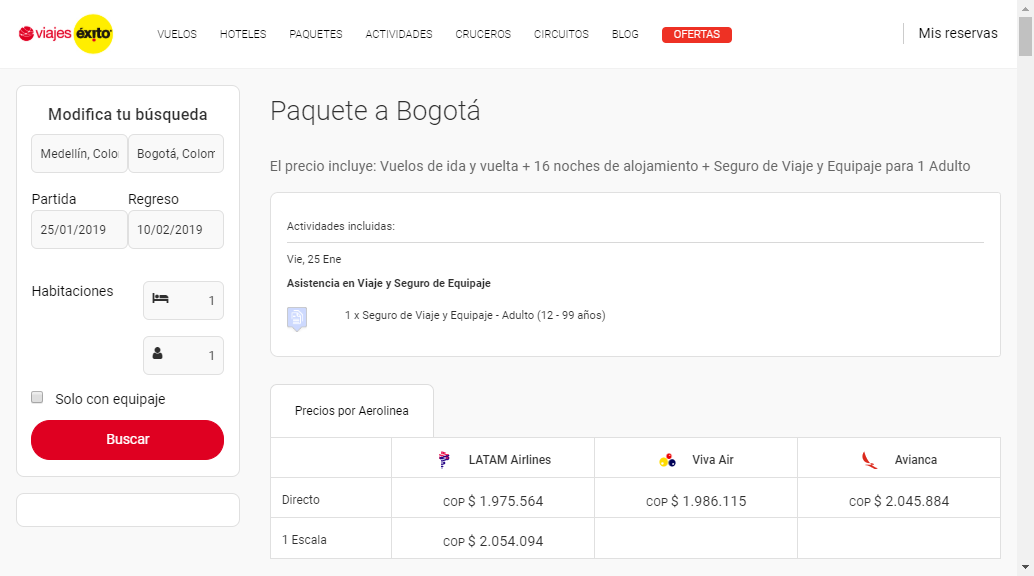 viajes éxito
VUELOS HOTELES PAQUETES ACTIVIDADES CRUCEROS CIRCUITOS BLOG OFERTAS Mis reservas
Modifica tu búsqueda
Medellín, Colo Bogotá, Colom
Partida Regreso
25/01/2019 10/02/2019
Habitaciones 1
1
Solo con equipaje
Buscar
Paquete a Bogotá
El precio incluye: Vuelos de ida y vuelta + 16 noches de alojamiento + Seguro de Viaje y Equipaje para 1 Adulto
Actividades incluidas:
Vie, 25 Ene
Asistencia en Viaje y Seguro de Equipaje
1 x Seguro de Viaje y Equipaje - Adulto (12 - 99 años)
Precios por Aerolinea
LATAM Airlines Viva Air Avianca
Directo COP $ 1.975.564 COP $ 1.986.115 COP $ 2.045.884
1 Escala COP $ 2.054.094